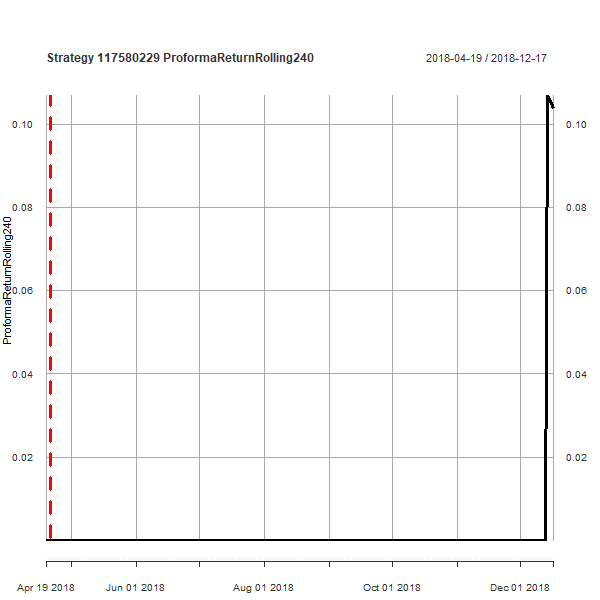 Strategy 117580229 ProformaReturnRolling240 2018-04-19 / 2018-12-17
0.10 0.10
0.08 0.08
ProformaReturnRolling240
0.06 0.06
0.04 0.04
0.02 0.02
Apr 19 2018 Jun 01 2018 Aug 01 2018 Oct 01 2018 Dec 01 2018